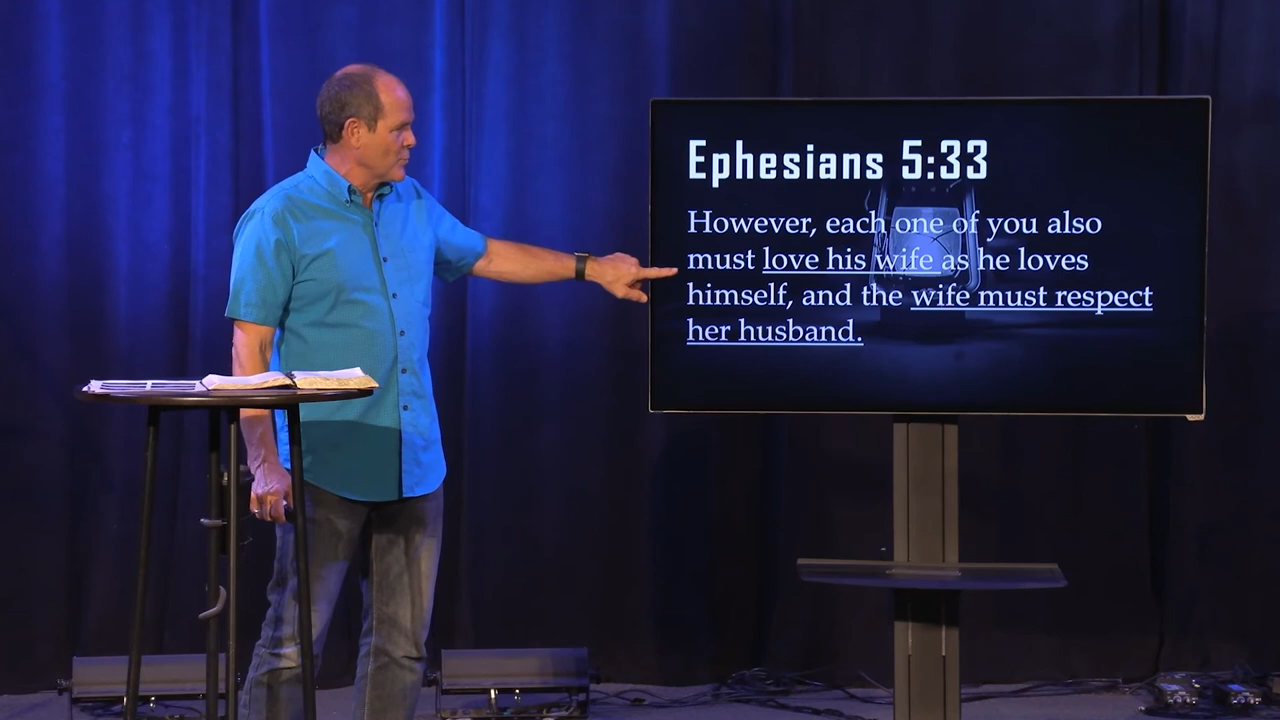 Ephesians 5:33
However, each one of you also
must love his wife as he loves
himself, and the wife must respect
her husband.